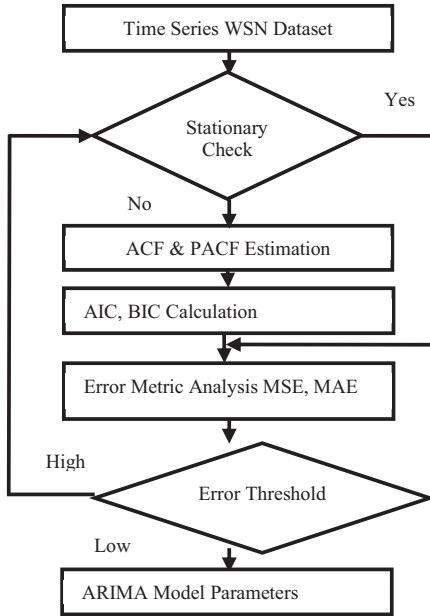 Time Series WSN Dataset
Yes
Stationary
Check
No
ACF & PACF Estimation
AIC, BIC Calculation
Error Metric Analysis MSE, MAE
High
Error Threshold
Low
ARIMA Model Parameters